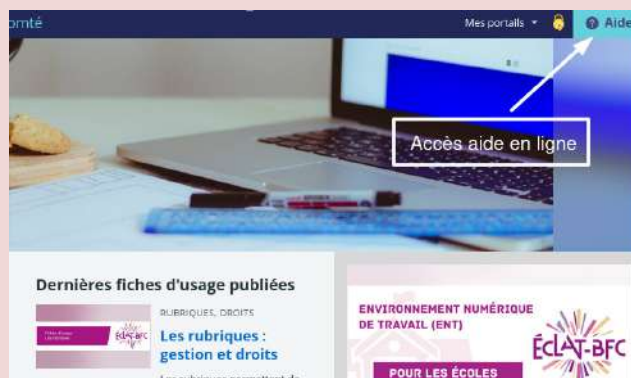 omté
Mes portails
Aide
Accès aide en ligne
Dernières fiches d'usage publiées
RUBRIQUES, DROITS
Les rubriques :
gestion et droits
ENVIRONNEMENT NUMÉRIQUE
DE TRAVAIL (ENT)
ÉCLAT-BFC
POUR LES ÉCOLES